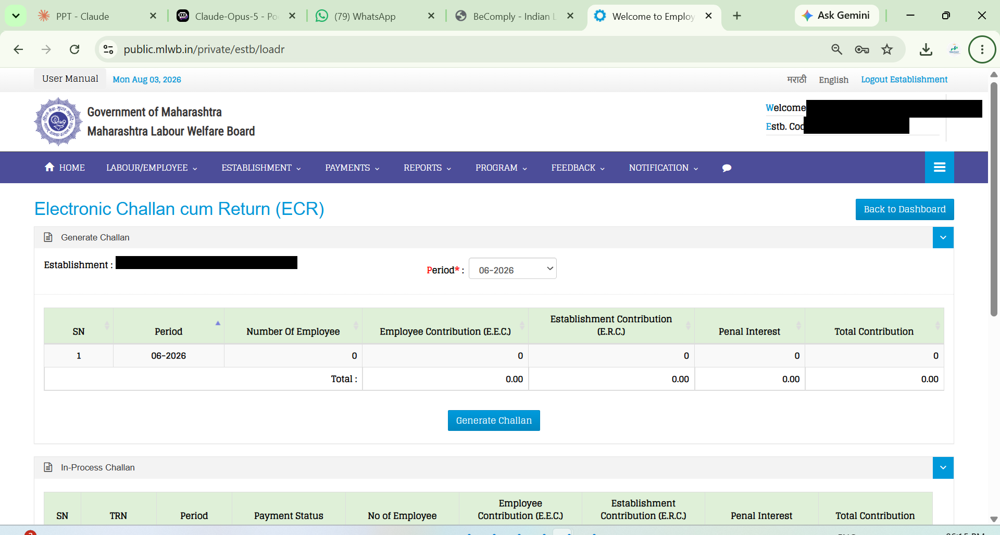 PPT - Claude
Claude-Opus-5 - Po
(79) WhatsApp
BeComply - Indian L
Welcome to Employ
Ask Gemini
public.mlwb.in/private/estb/loadr
User Manual
Mon Aug 03, 2026
मराठी
English
Logout Establishment
Government of Maharashtra
Maharashtra Labour Welfare Board
Welcome
Estb. Cod
HOME
LABOUR/EMPLOYEE
ESTABLISHMENT
PAYMENTS
REPORTS
PROGRAM
FEEDBACK
NOTIFICATION
Electronic Challan cum Return (ECR)
Back to Dashboard
Generate Challan
Establishment :
Period* :
06-2026
SN
Period
Number Of Employee
Employee Contribution (E.E.C.)
Establishment Contribution
(E.R.C.)
Penal Interest
Total Contribution
1
06-2026
0
0
0
0
0
Total :
0.00
0.00
0.00
0.00
Generate Challan
In-Process Challan
SN
TRN
Period
Payment Status
No of Employee
Employee
Contribution (E.E.C.)
Establishment
Contribution (E.R.C.)
Penal Interest
Total Contribution